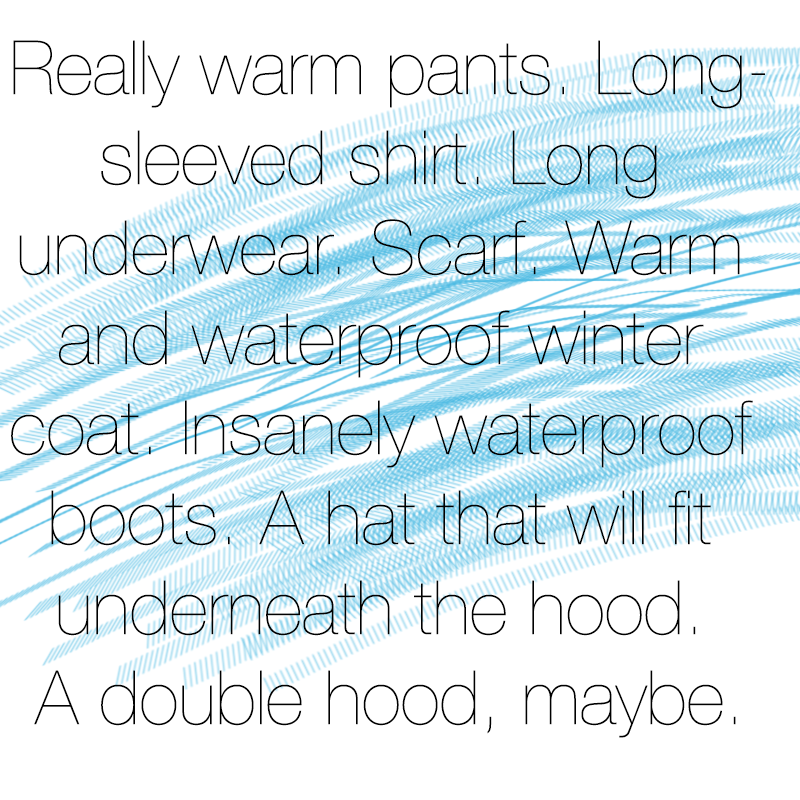 Really warm pants. Long-
sleeved shirt. Long
underwear. Scarf. Warm
and waterproof winter
coat. Insanely waterproof
boots. A hat that will fit
underneath the hood.
A double hood, maybe.